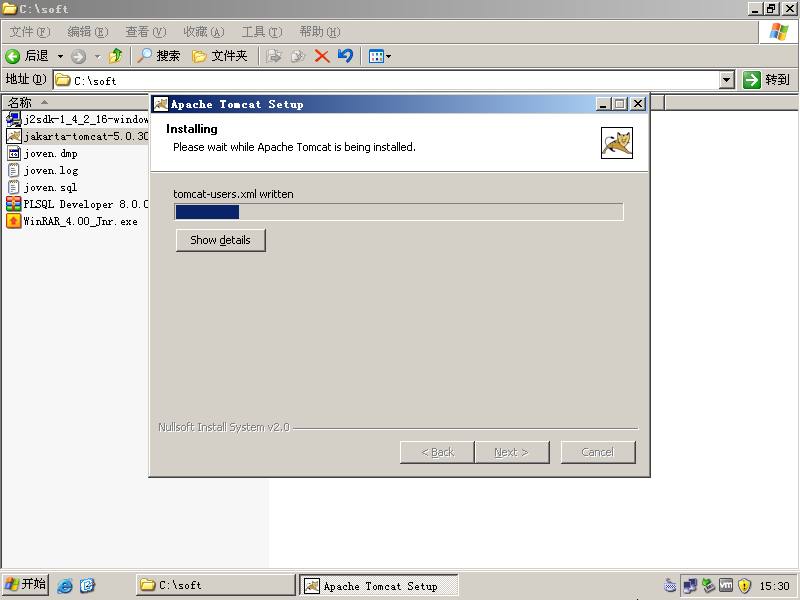 C:\soft
文件(F) 编辑(E) 查看(V) 收藏(A) 工具(T) 帮助(H)
后退 搜索 文件夹
地址(D) C:\soft 转到
名称
j2sdk-1_4_2_16-window
jakarta-tomcat-5.0.30
joven.dmp
joven.log
joven.sql
PLSQL Developer 8.0.0
WinRAR_4.00_Jnr.exe
Apache Tomcat Setup
Installing
Please wait while Apache Tomcat is being installed.
tomcat-users.xml written
Show details
Nullsoft Install System v2.0
< Back Next > Cancel
开始 C:\soft Apache Tomcat Setup 15:30